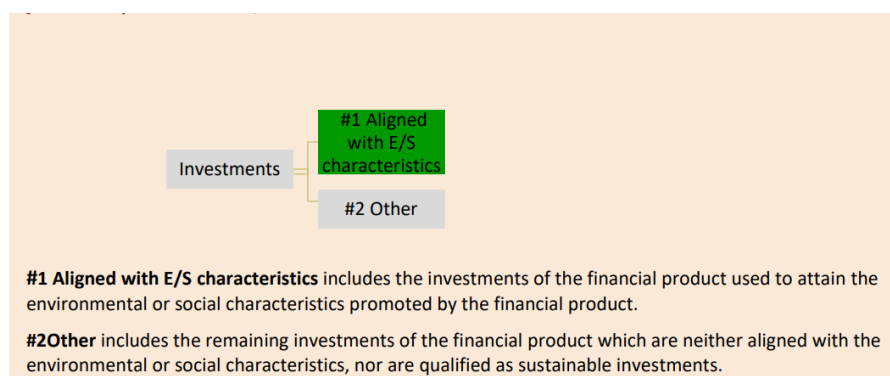 #1 Aligned
with E/S
characteristics
Investments
#2 Other
#1 Aligned with E/S characteristics includes the investments of the financial product used to attain the
environmental or social characteristics promoted by the financial product.
#2Other includes the remaining investments of the financial product which are neither aligned with the
environmental or social characteristics, nor are qualified as sustainable investments.